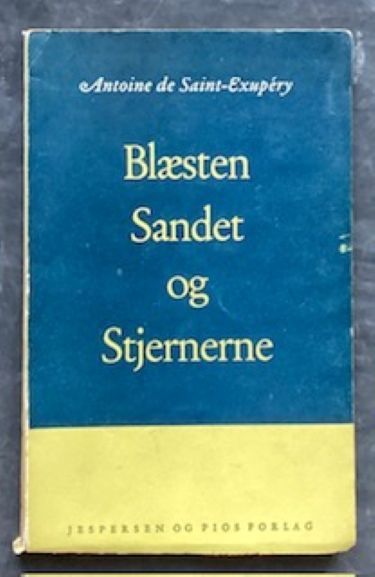 Antoine de Saint-Exupéry
Blæsten
Sandet
og
Stjernerne
JESPERSEN OG PIOS FORLAG